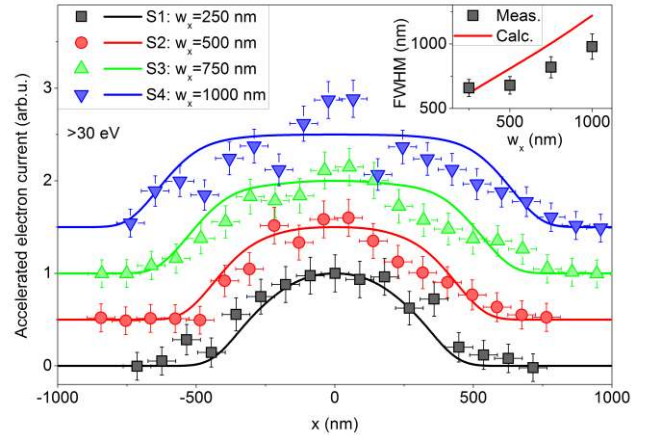 S1: wₓ=250 nm
S2: wₓ=500 nm
S3: wₓ=750 nm
S4: wₓ=1000 nm
>30 eV
Accelerated electron current (arb.u.)
3
2
1
0
-1000
-500
0
500
1000
x (nm)
Meas.
Calc.
FWHM (nm)
1000
500
500
1000
wₓ (nm)